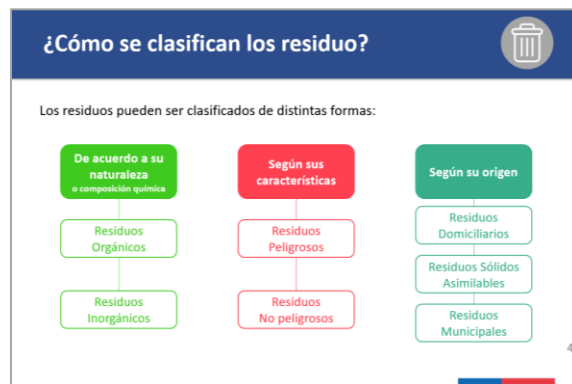 ¿Cómo se clasifican los residuo?
Los residuos pueden ser clasificados de distintas formas:
De acuerdo a su
naturaleza
o composición química
Residuos
Orgánicos
Residuos
Inorgánicos
Según sus
características
Residuos
Peligrosos
Residuos
No peligrosos
Según su origen
Residuos
Domiciliarios
Residuos Sólidos
Asimilables
Residuos
Municipales
4